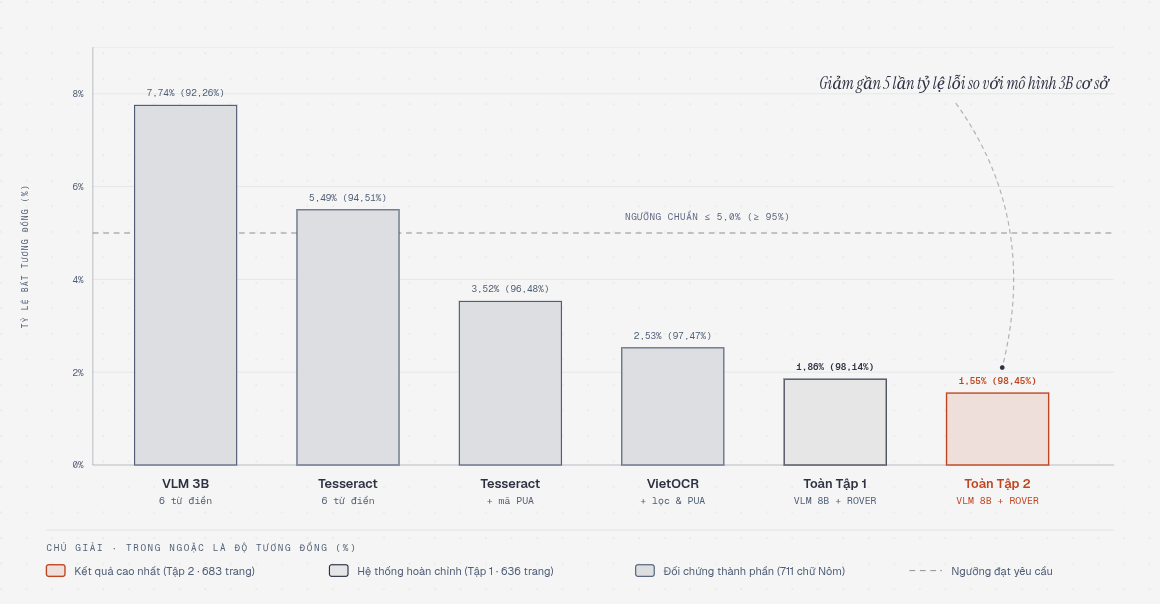 Giảm gần 5 lần tỷ lệ lỗi so với mô hình 3B cơ sở
TỶ LỆ BẤT TƯƠNG ĐỒNG (%)
8%
6%
4%
2%
0%
7,74% (92,26%)
5,49% (94,51%)
3,52% (96,48%)
2,53% (97,47%)
1,86% (98,14%)
1,55% (98,45%)
NGƯỠNG CHUẨN ≤ 5,0% (≥ 95%)
VLM 3B
6 từ điển
Tesseract
6 từ điển
Tesseract
+ mã PUA
VietOCR
+ lọc & PUA
Toàn Tập 1
VLM 8B + ROVER
Toàn Tập 2
VLM 8B + ROVER
CHÚ GIẢI · TRONG NGOẶC LÀ ĐỘ TƯƠNG ĐỒNG (%)
Kết quả cao nhất (Tập 2 · 683 trang)
Hệ thống hoàn chỉnh (Tập 1 · 636 trang)
Đối chứng thành phần (711 chữ Nôm)
Ngưỡng đạt yêu cầu